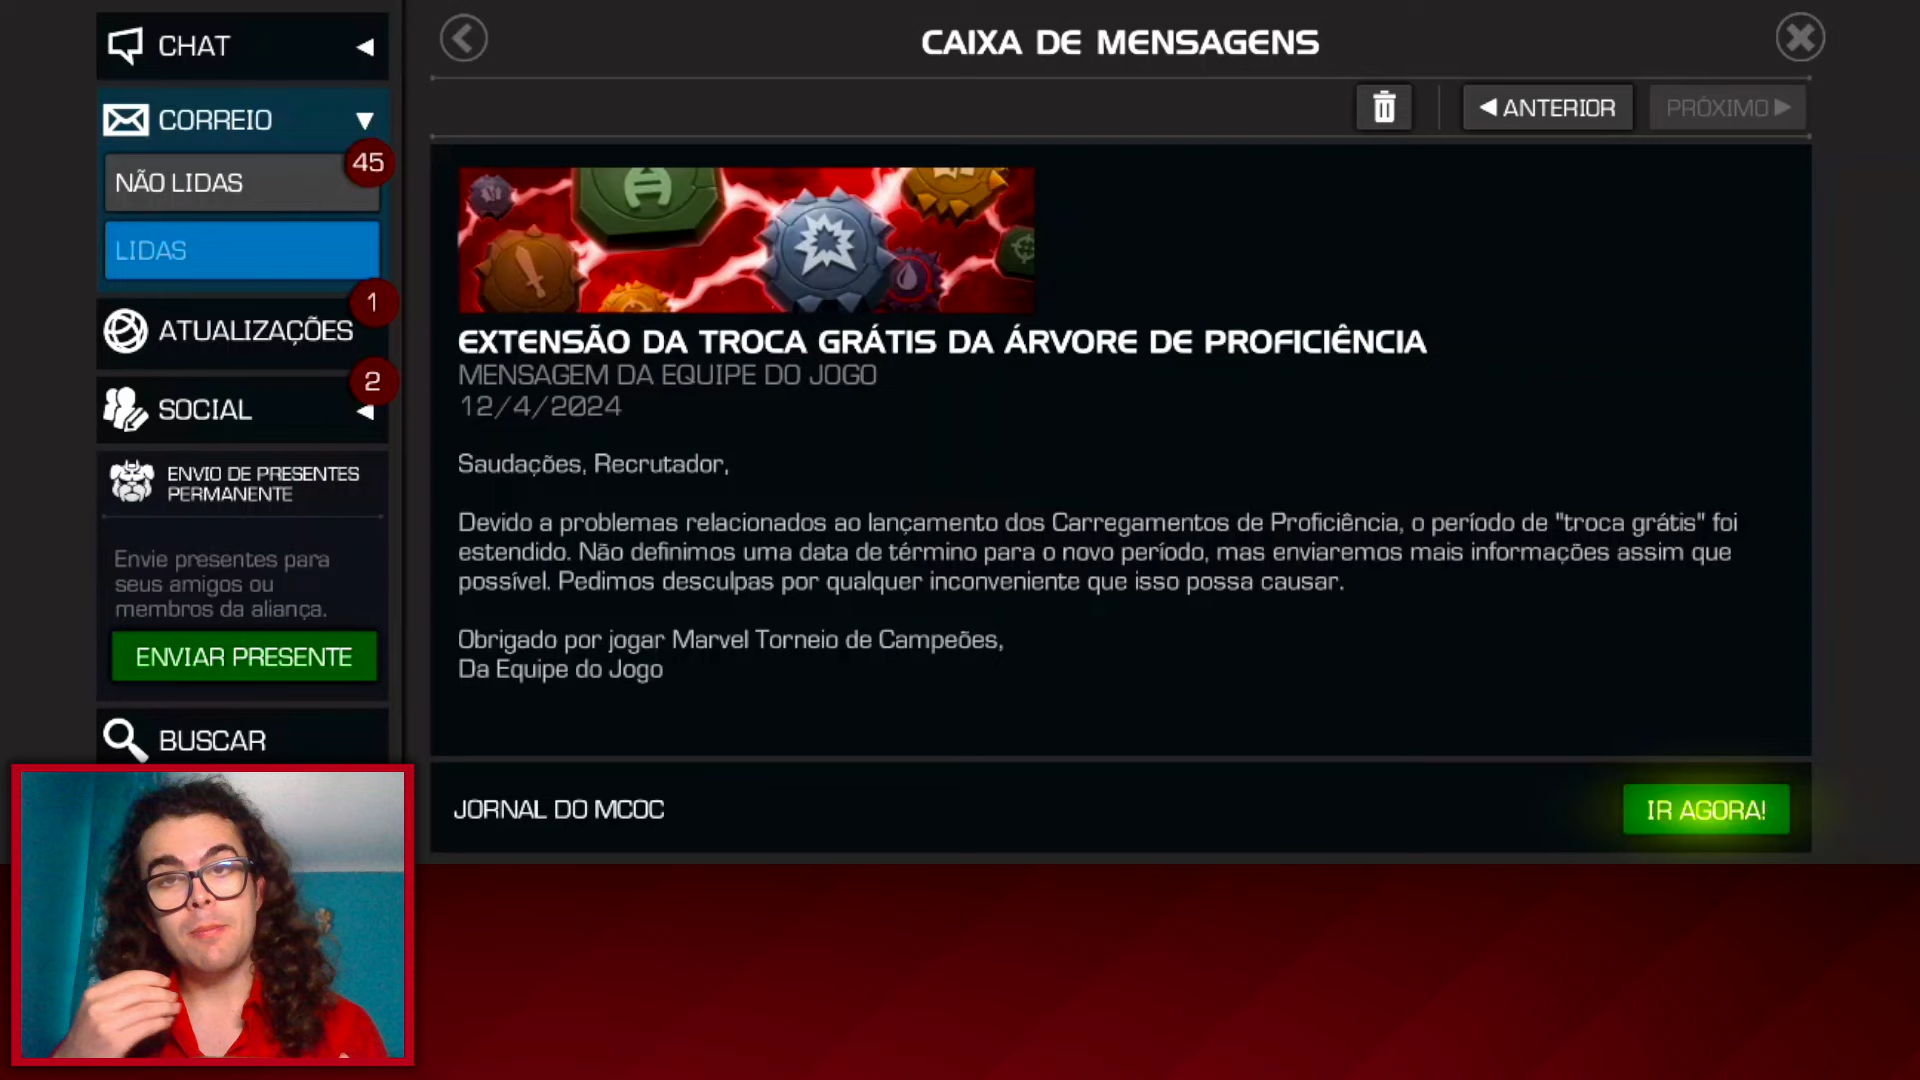 CHAT
CAIXA DE MENSAGENS
CORREIO
ANTERIOR
PRÓXIMO
45
NÃO LIDAS
LIDAS
1
ATUALIZAÇÕES
2
SOCIAL
ENVIO DE PRESENTES
PERMANENTE
Envie presentes para
seus amigos ou
membros da aliança.
ENVIAR PRESENTE
BUSCAR
EXTENSÃO DA TROCA GRÁTIS DA ÁRVORE DE PROFICIÊNCIA
MENSAGEM DA EQUIPE DO JOGO
12/4/2024
Saudações, Recrutador,
Devido a problemas relacionados ao lançamento dos Carregamentos de Proficiência, o período de "troca grátis" foi
estendido. Não definimos uma data de término para o novo período, mas enviaremos mais informações assim que
possível. Pedimos desculpas por qualquer inconveniente que isso possa causar.
Obrigado por jogar Marvel Torneio de Campeões,
Da Equipe do Jogo
JORNAL DO MCOC
IR AGORA!